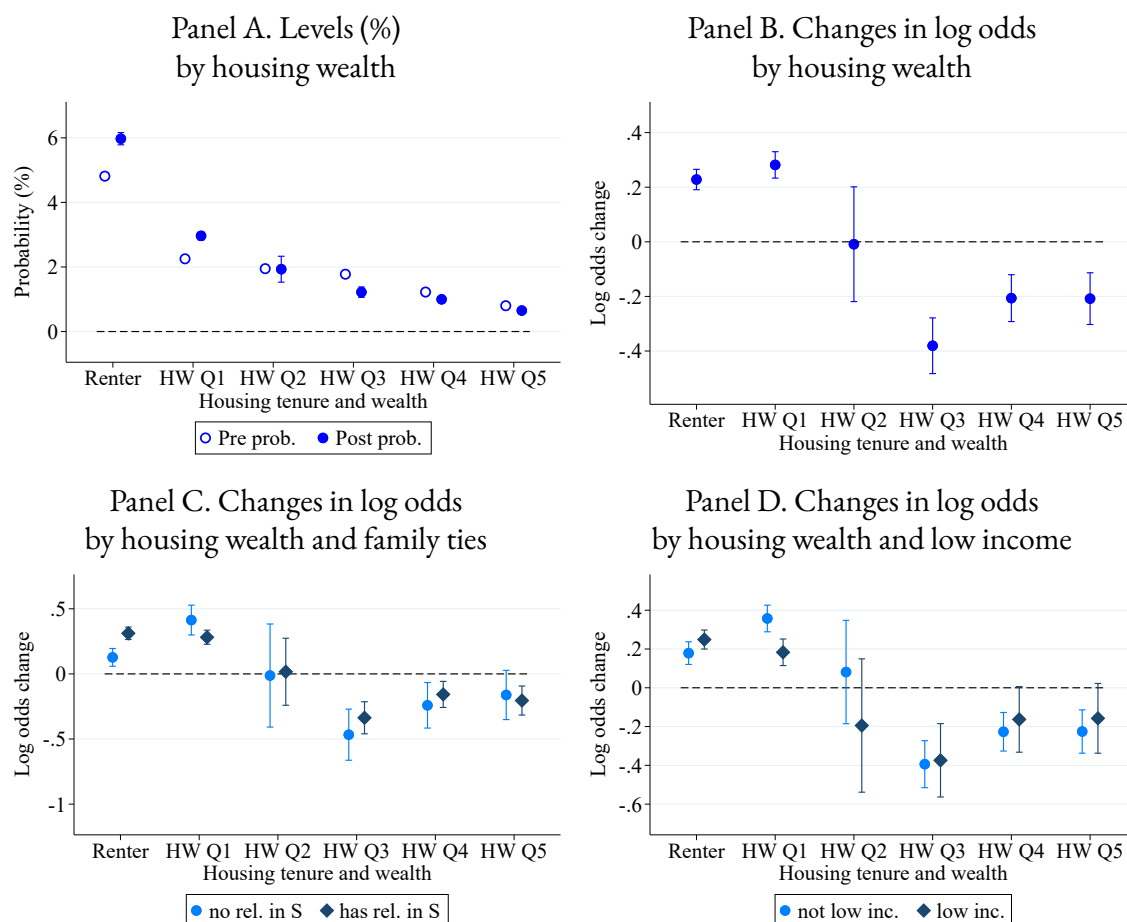 Panel A. Levels (%)
by housing wealth
Probability (%)
6
4
2
0
Renter HW Q1 HW Q2 HW Q3 HW Q4 HW Q5
Housing tenure and wealth
Pre prob. Post prob.
Panel B. Changes in log odds
by housing wealth
Log odds change
.4
.2
0
-.2
-.4
Renter HW Q1 HW Q2 HW Q3 HW Q4 HW Q5
Housing tenure and wealth
Panel C. Changes in log odds
by housing wealth and family ties
Log odds change
.5
0
-.5
-1
Renter HW Q1 HW Q2 HW Q3 HW Q4 HW Q5
Housing tenure and wealth
no rel. in S has rel. in S
Panel D. Changes in log odds
by housing wealth and low income
Log odds change
.4
.2
0
-.2
-.4
-.6
Renter HW Q1 HW Q2 HW Q3 HW Q4 HW Q5
Housing tenure and wealth
not low inc. low inc.